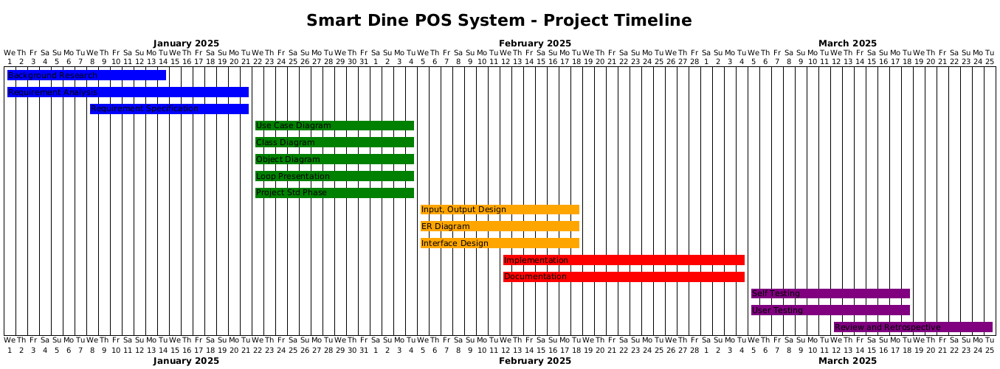 Smart Dine POS System - Project Timeline
January 2025 February 2025 March 2025
We Th Fr Sa Su Mo Tu We Th Fr Sa Su Mo Tu We Th Fr Sa Su Mo Tu We Th Fr Sa Su Mo Tu We Th Fr Sa Su Mo Tu We Th Fr Sa Su Mo Tu We Th Fr Sa Su Mo Tu We Th Fr Sa Su Mo Tu We Th Fr Sa Su Mo Tu We Th Fr Sa Su Mo Tu We Th Fr Sa Su Mo Tu We Th Fr Sa Su Mo Tu
1 2 3 4 5 6 7 8 9 10 11 12 13 14 15 16 17 18 19 20 21 22 23 24 25 26 27 28 29 30 31 1 2 3 4 5 6 7 8 9 10 11 12 13 14 15 16 17 18 19 20 21 22 23 24 25 26 27 28 1 2 3 4 5 6 7 8 9 10 11 12 13 14 15 16 17 18 19 20 21 22 23 24 25
Background Research
Requirement Analysis
Requirement Specification
Use Case Diagram
Class Diagram
Object Diagram
Loop Presentation
Project Std Phase
Input, Output Design
ER Diagram
Interface Design
Implementation
Documentation
Self Testing
User Testing
Review and Retrospective
We Th Fr Sa Su Mo Tu We Th Fr Sa Su Mo Tu We Th Fr Sa Su Mo Tu We Th Fr Sa Su Mo Tu We Th Fr Sa Su Mo Tu We Th Fr Sa Su Mo Tu We Th Fr Sa Su Mo Tu We Th Fr Sa Su Mo Tu We Th Fr Sa Su Mo Tu We Th Fr Sa Su Mo Tu We Th Fr Sa Su Mo Tu We Th Fr Sa Su Mo Tu
1 2 3 4 5 6 7 8 9 10 11 12 13 14 15 16 17 18 19 20 21 22 23 24 25 26 27 28 29 30 31 1 2 3 4 5 6 7 8 9 10 11 12 13 14 15 16 17 18 19 20 21 22 23 24 25 26 27 28 1 2 3 4 5 6 7 8 9 10 11 12 13 14 15 16 17 18 19 20 21 22 23 24 25
January 2025 February 2025 March 2025